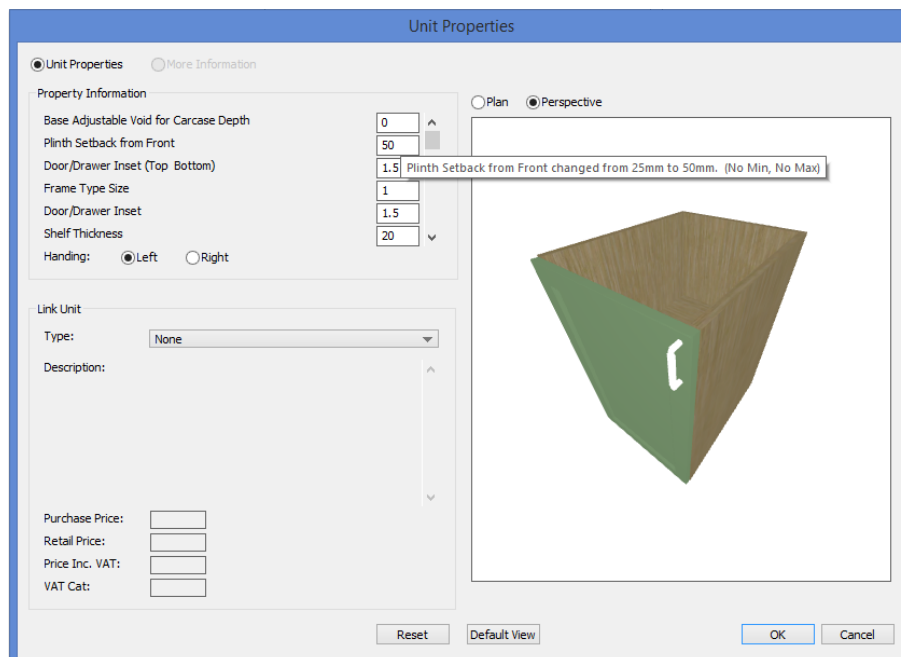 Unit Properties
Unit Properties More Information
Property Information
Plan Perspective
Base Adjustable Void for Carcase Depth 0
Plinth Setback from Front 50
Door/Drawer Inset (Top Bottom) 1.5
Plinth Setback from Front changed from 25mm to 50mm. (No Min, No Max)
Frame Type Size 1
Door/Drawer Inset 1.5
Shelf Thickness 20
Handing: Left Right
Link Unit
Type: None
Description:
Purchase Price:
Retail Price:
Price Inc. VAT:
VAT Cat:
Reset Default View OK Cancel